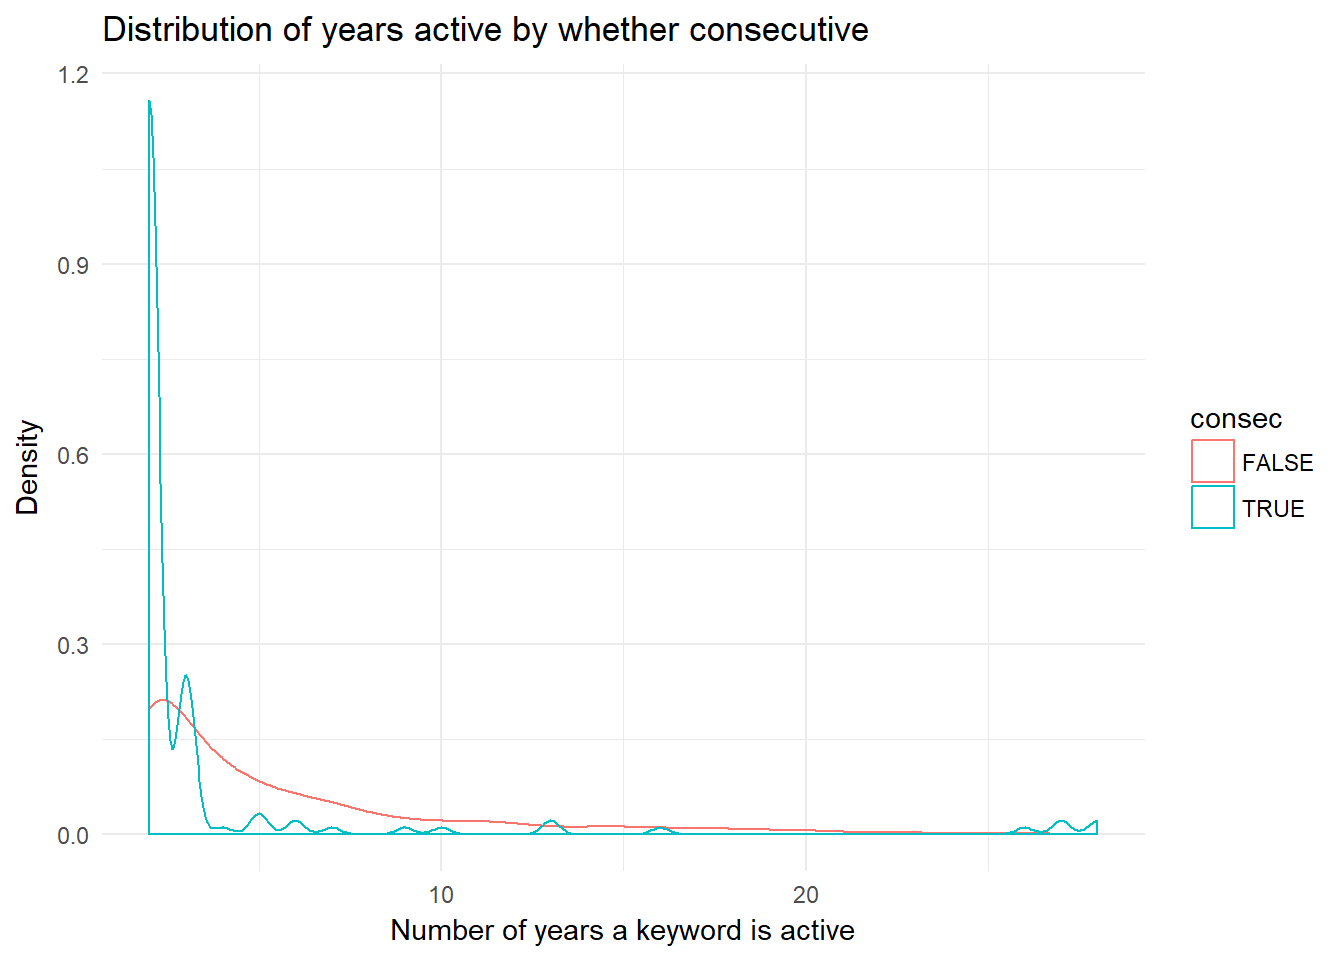 Distribution of years active by whether consecutive
1.2
0.9
0.6
0.3
0.0
Density
10
20
Number of years a keyword is active
consec
FALSE
TRUE